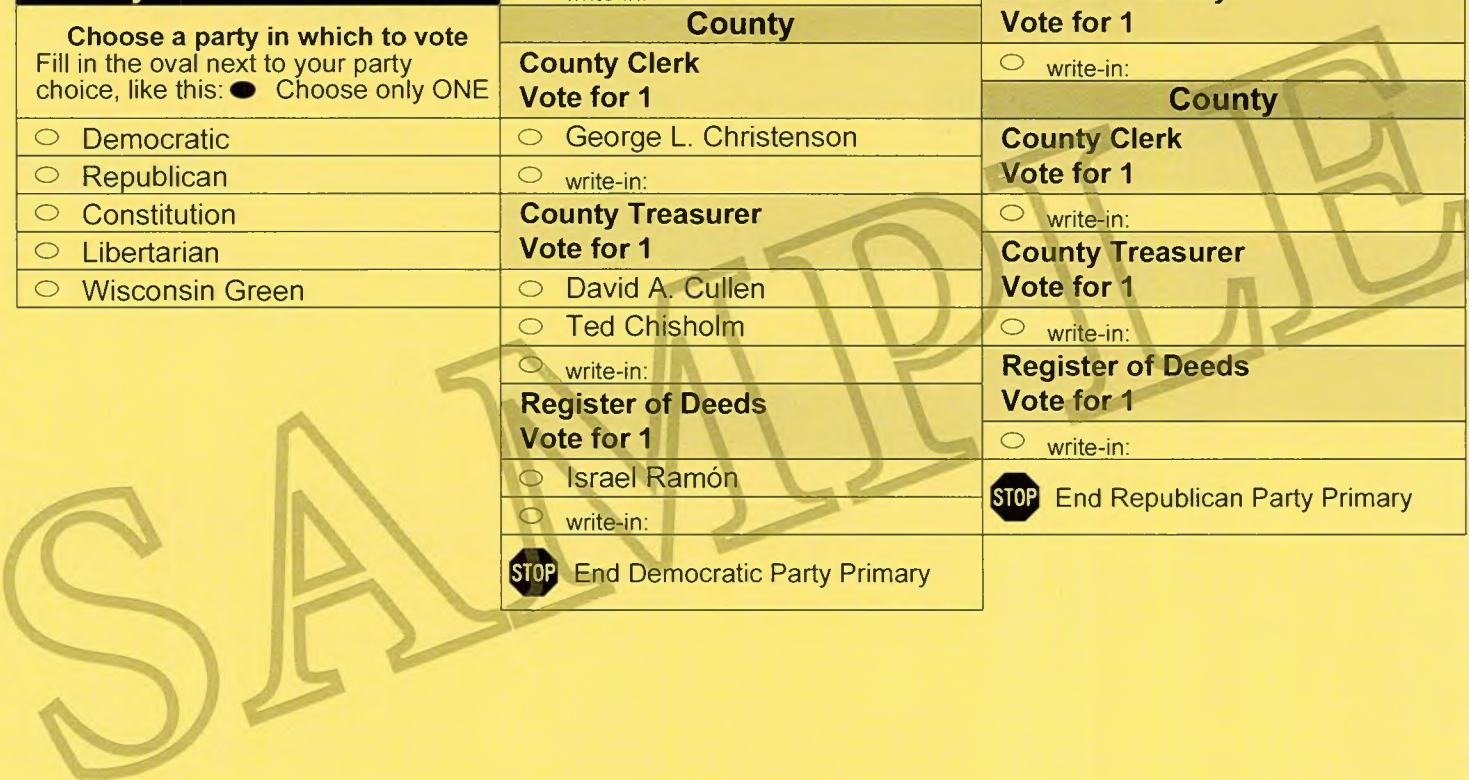 Choose a party in which to vote
Fill in the oval next to your party
choice, like this: Choose only ONE
Democratic
Republican
Constitution
Libertarian
Wisconsin Green
County
County Clerk
Vote for 1
George L. Christenson
write-in:
County Treasurer
Vote for 1
David A. Cullen
Ted Chisholm
write-in:
Register of Deeds
Vote for 1
Israel Ramón
write-in:
STOP End Democratic Party Primary
Vote for 1
write-in:
County
County Clerk
Vote for 1
write-in:
County Treasurer
Vote for 1
write-in:
Register of Deeds
Vote for 1
write-in:
STOP End Republican Party Primary
SAMPLE